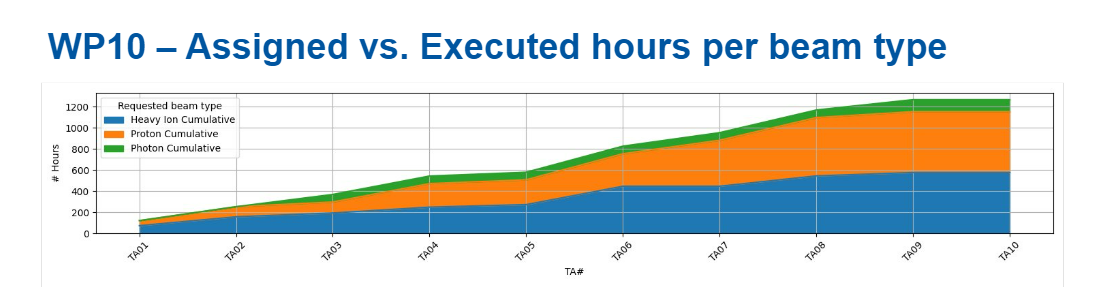 WP10 – Assigned vs. Executed hours per beam type
Requested beam type
Heavy Ion Cumulative
Proton Cumulative
Photon Cumulative
# Hours
1200
1000
800
600
400
200
0
TA01
TA02
TA03
TA04
TA05
TA06
TA07
TA08
TA09
TA10
TA#